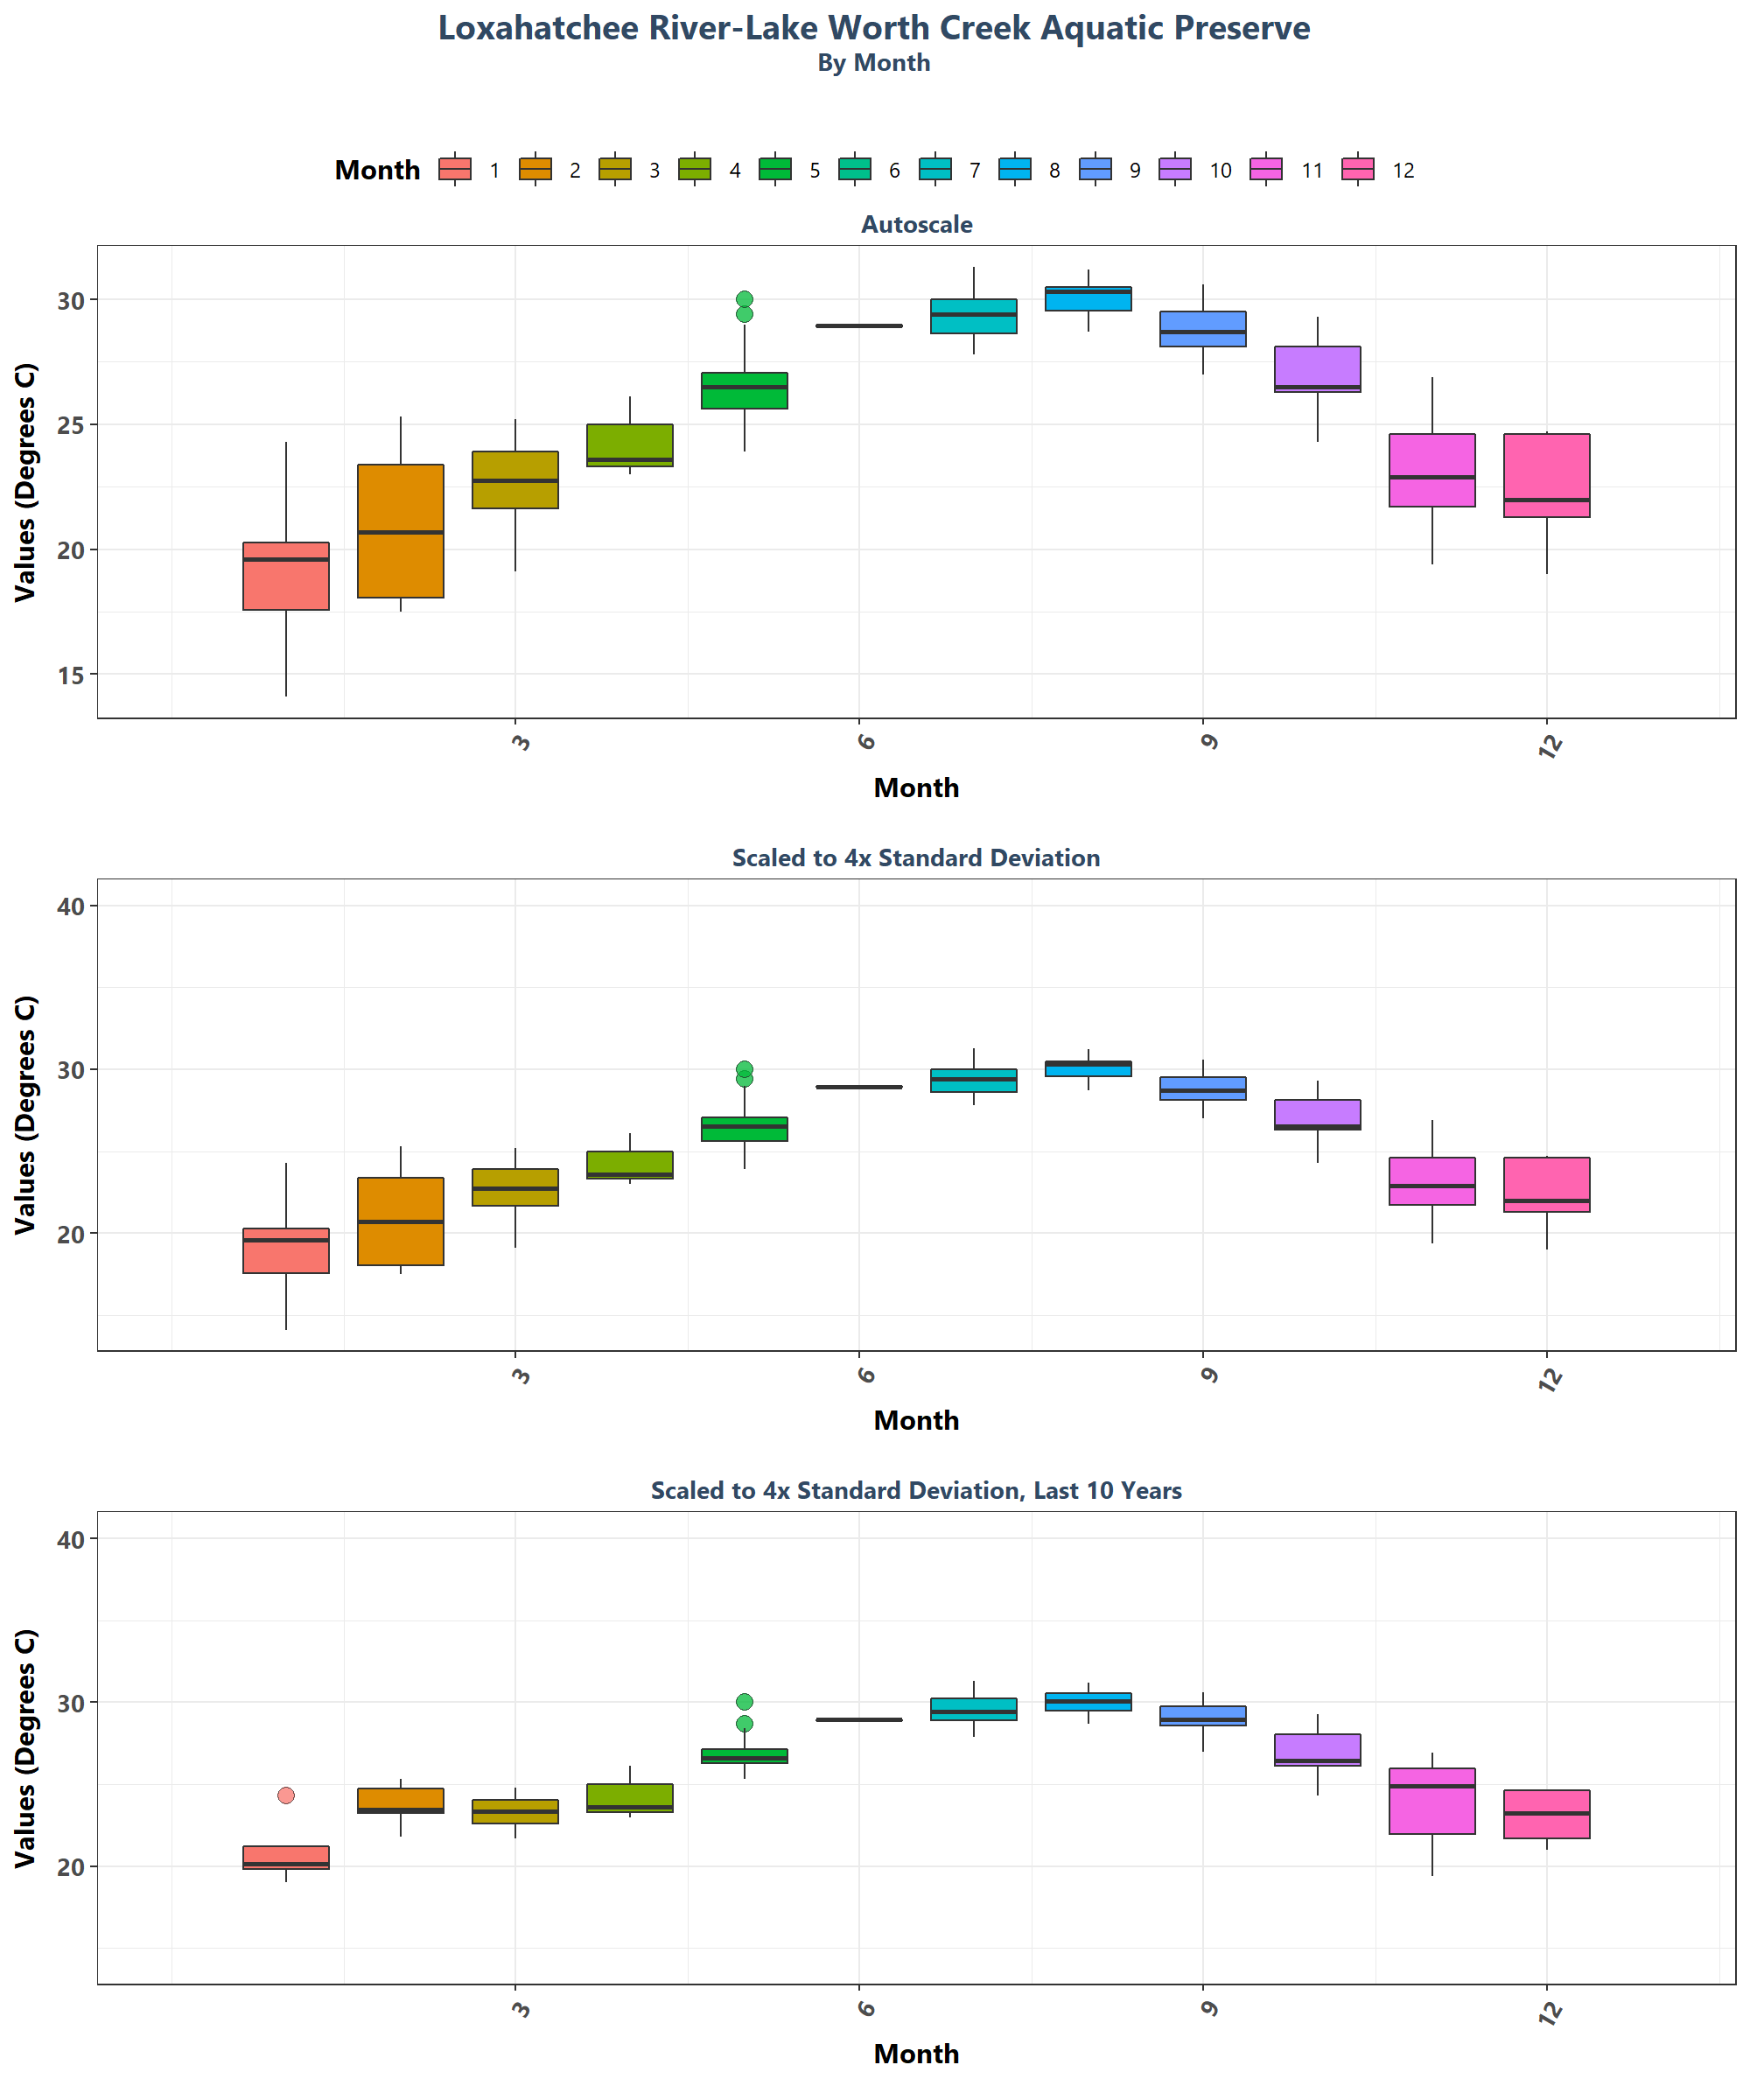 Loxahatchee River-Lake Worth Creek Aquatic Preserve
By Month
Month 1 2 3 4 5 6 7 8 9 10 11 12
Autoscale
Values (Degrees C)
30
25
20
15
3 6 9 12
Month
Scaled to 4x Standard Deviation
Values (Degrees C)
40
30
20
3 6 9 12
Month
Scaled to 4x Standard Deviation, Last 10 Years
Values (Degrees C)
40
30
20
3 6 9 12
Month